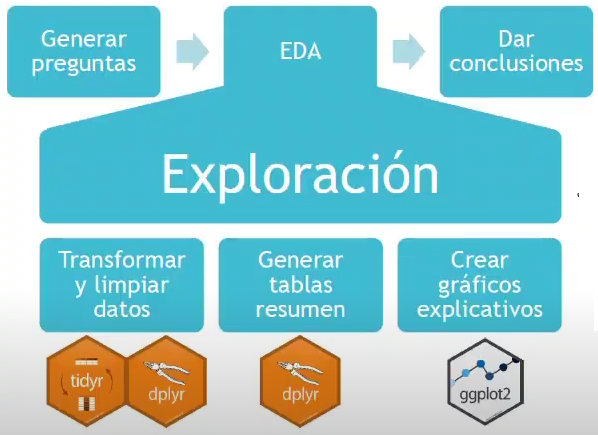 Generar
preguntas
EDA
Dar
conclusiones
Exploración
Transformar
y limpiar
datos
Generar
tablas
resumen
Crear
gráficos
explicativos
tidyr
dplyr
dplyr
ggplot2